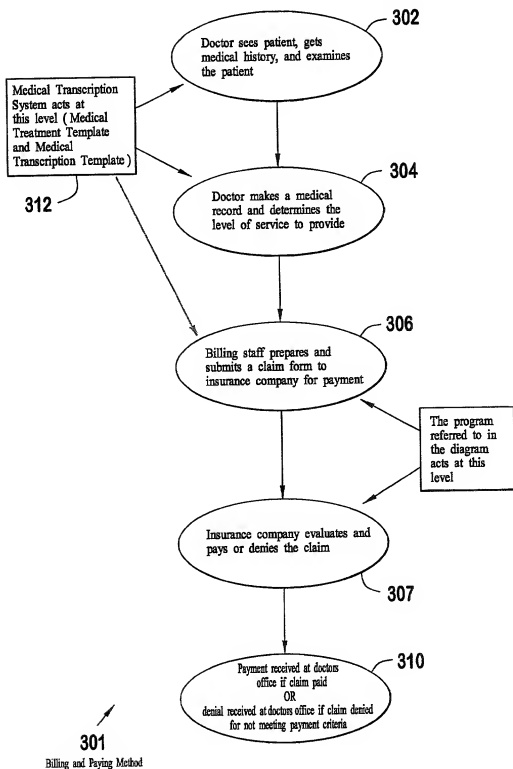 302
Doctor sees patient, gets
medical history, and examines
the patient
Medical Transcription
System acts at
this level ( Medical
Treatment Template
and Medical
Transcription Template)
312
304
Doctor makes a medical
record and determines the
level of service to provide
306
Billing staff prepares and
submits a claim form to
insurance company for payment
The program
referred to in
the diagram
acts at this
level
Insurance company evaluates and
pays or denies the claim
307
310
Payment received at doctors
office if claim paid
OR
denial received at doctors office if claim denied
for not meeting payment criteria
301
Billing and Paying Method